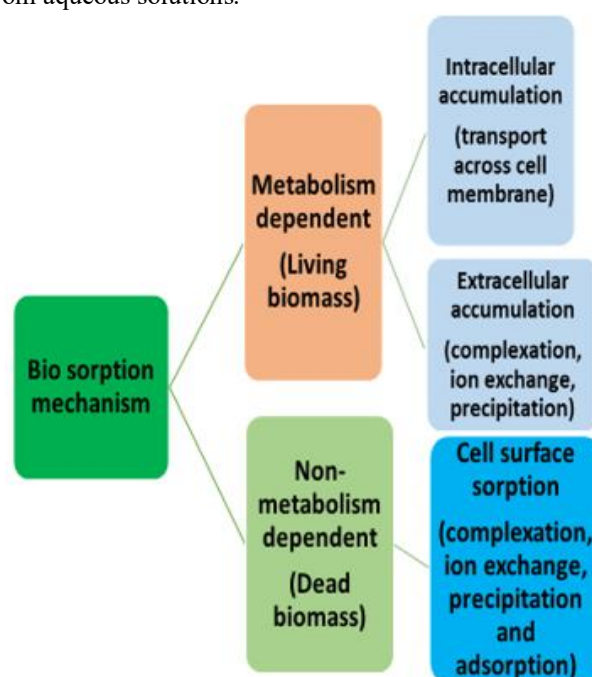 om aqueous solutions.
Intracellular
accumulation
(transport
across cell
membrane)
Metabolism
dependent
(Living
biomass)
Extracellular
accumulation
(complexation,
ion exchange,
precipitation)
Bio sorption
mechanism
Non-
metabolism
dependent
(Dead
biomass)
Cell surface
sorption
(complexation,
ion exchange,
precipitation
and
adsorption)